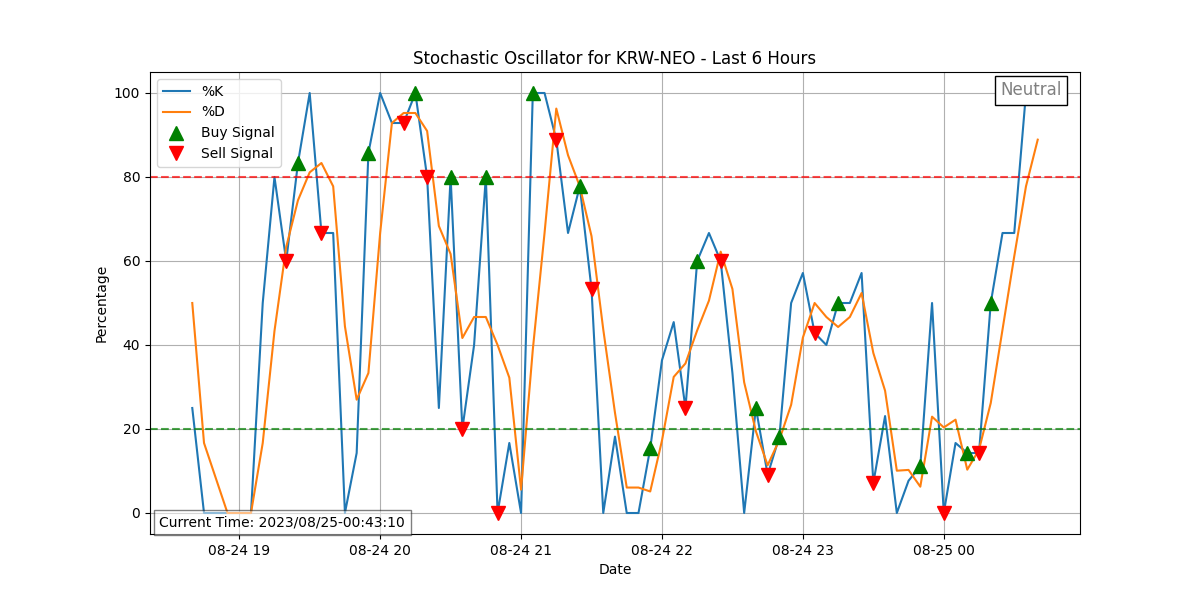 Stochastic Oscillator for KRW-NEO - Last 6 Hours
%K
%D
Buy Signal
Sell Signal
Neutral
Percentage
100
80
60
40
20
0
Current Time: 2023/08/25-00:43:10
08-24 19
08-24 20
08-24 21
08-24 22
08-24 23
08-25 00
Date